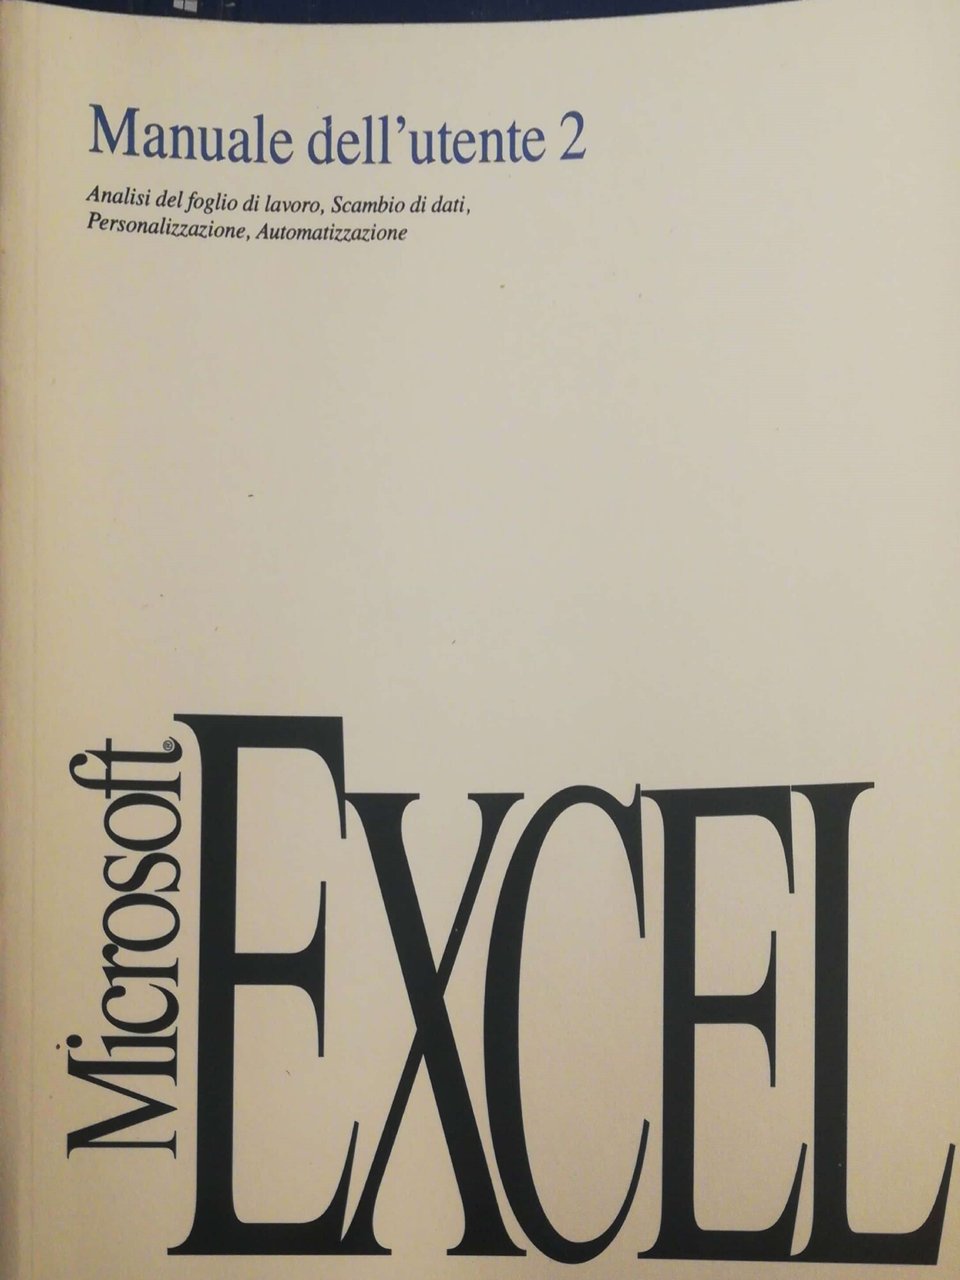 Manuale dell'utente 2
Analisi del foglio di lavoro, Scambio di dati,
Personalizzazione, Automatizzazione
Microsoft®
EXCEL